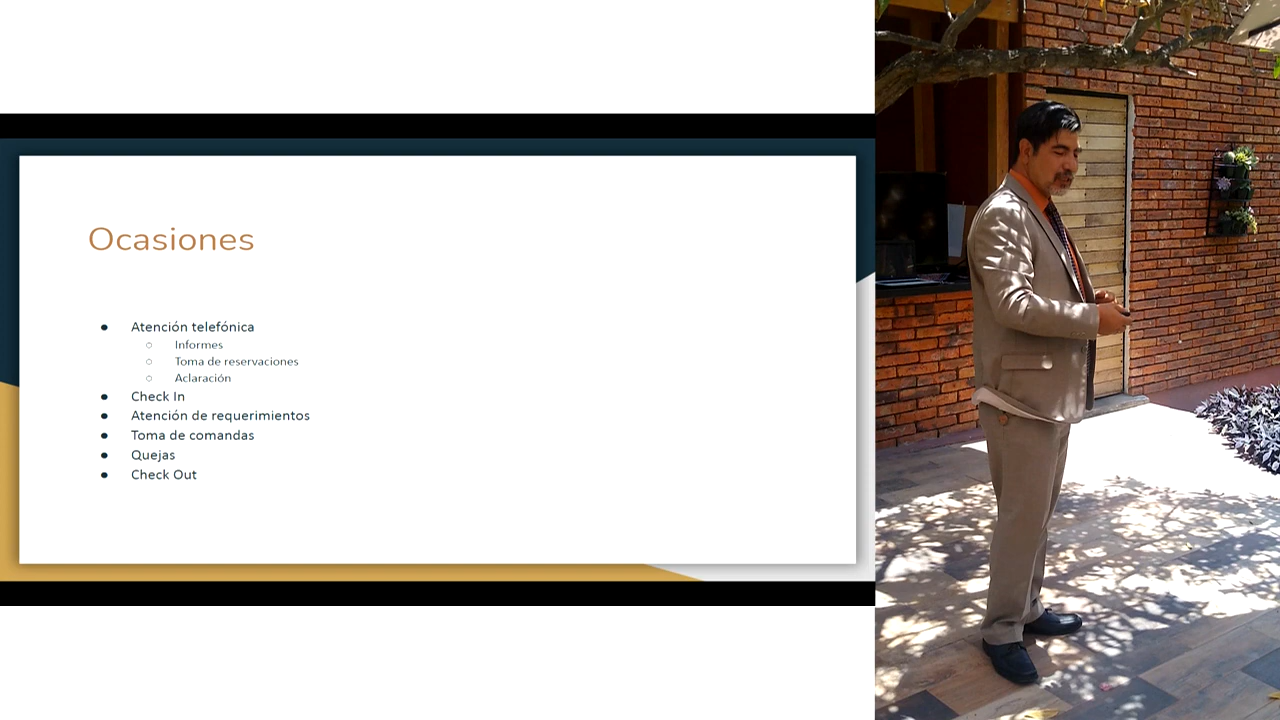 Ocasiones
● Atención telefónica
○ Informes
○ Toma de reservaciones
○ Aclaración
● Check In
● Atención de requerimientos
● Toma de comandas
● Quejas
● Check Out